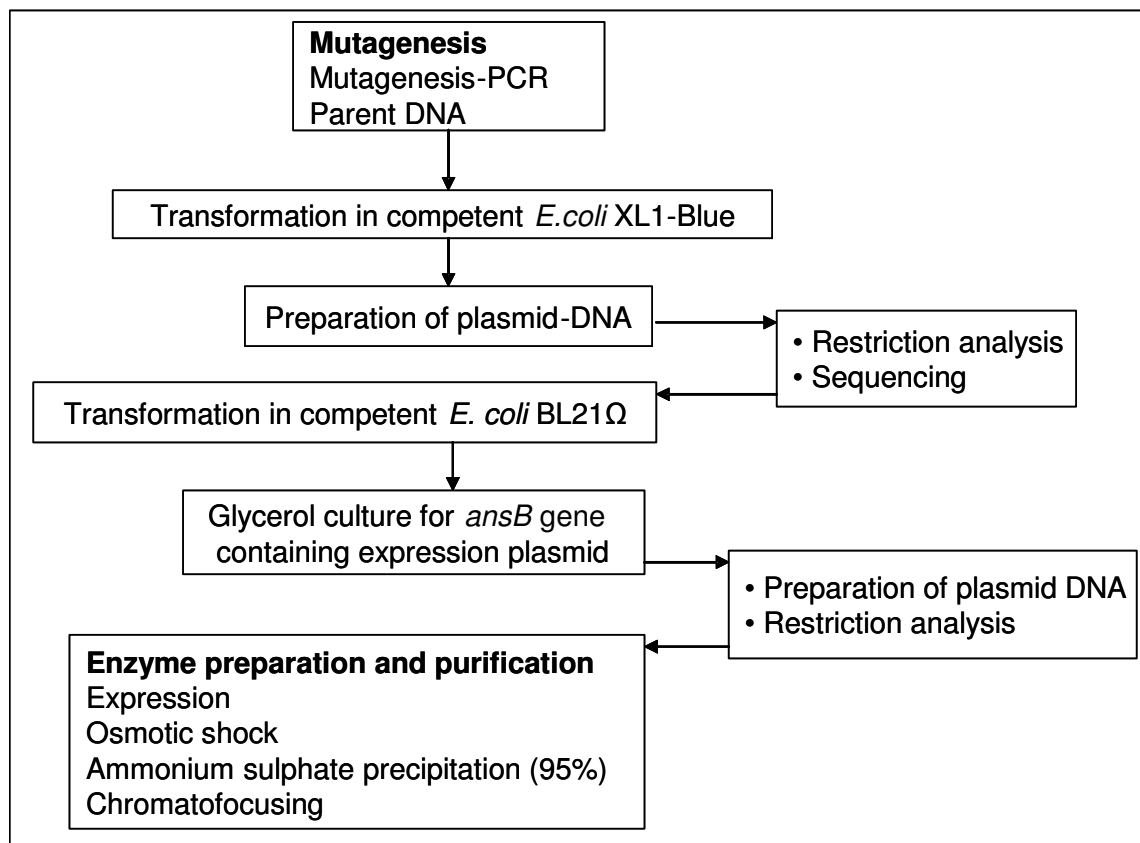 Mutagenesis
Mutagenesis-PCR
Parent DNA
Transformation in competent E.coli XL1-Blue
Preparation of plasmid-DNA
• Restriction analysis
• Sequencing
Transformation in competent E. coli BL21Ω
Glycerol culture for ansB gene
containing expression plasmid
• Preparation of plasmid DNA
• Restriction analysis
Enzyme preparation and purification
Expression
Osmotic shock
Ammonium sulphate precipitation (95%)
Chromatofocusing